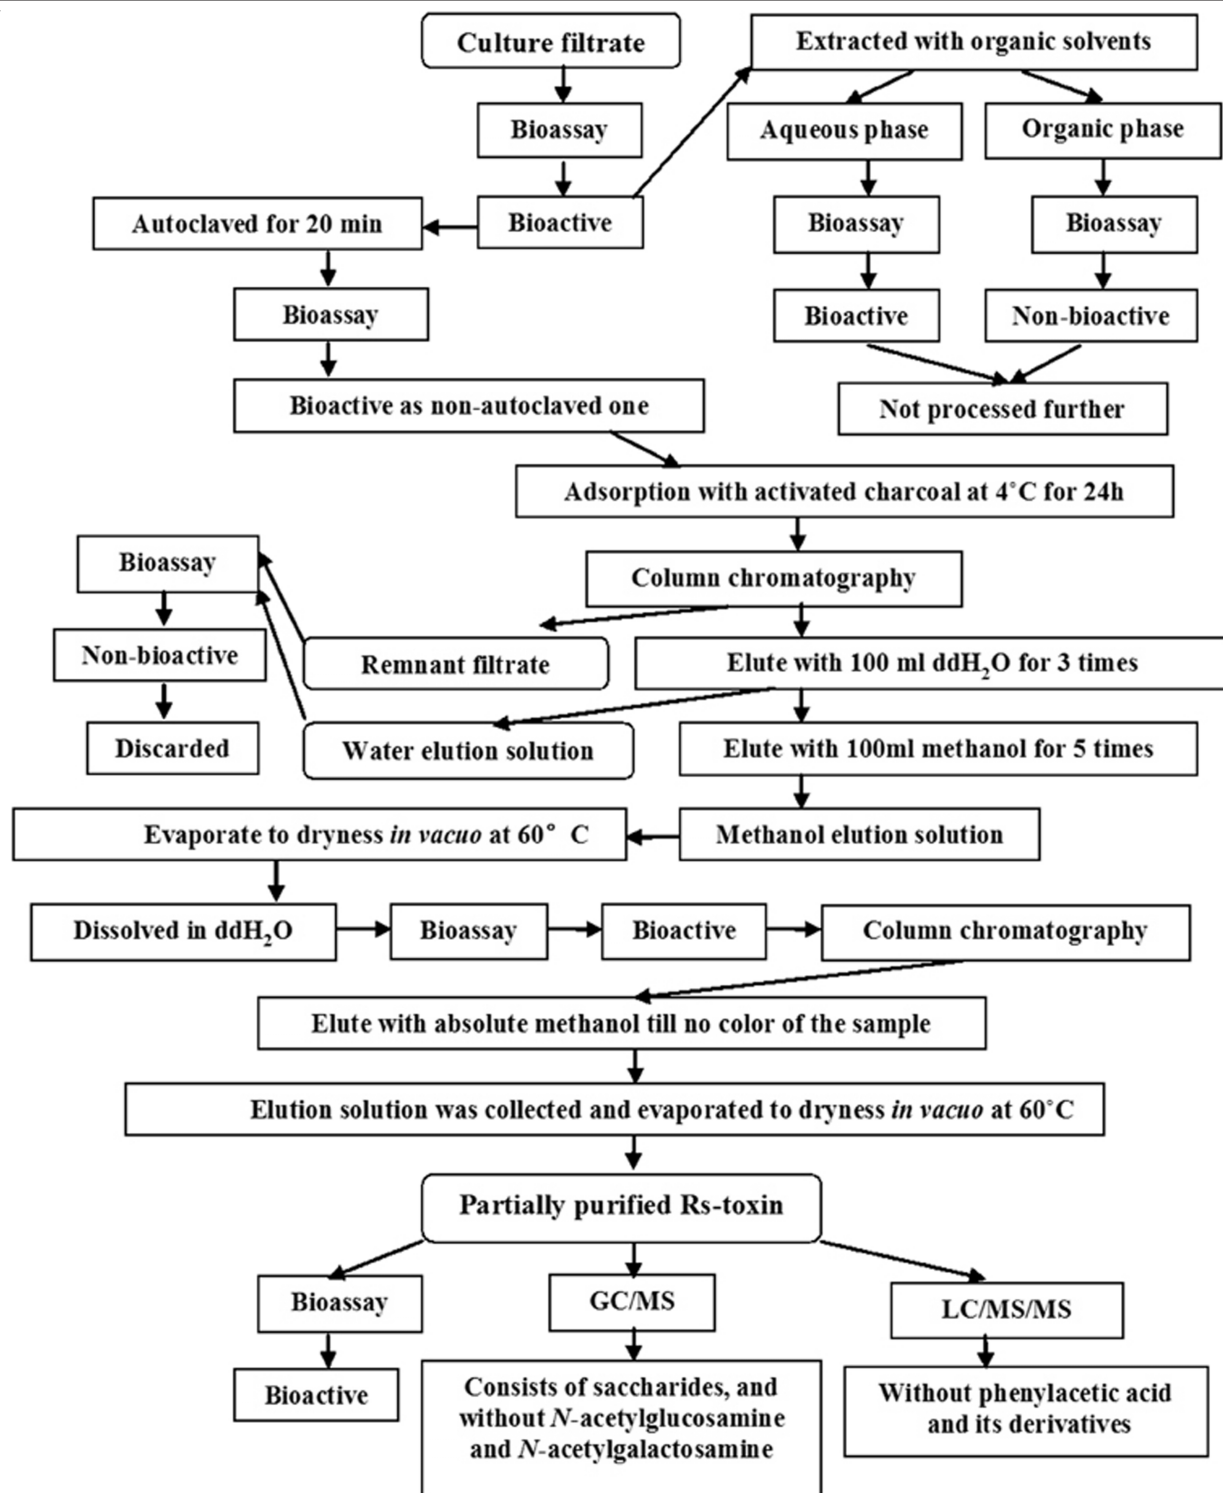 Culture filtrate
Extracted with organic solvents
Bioassay
Aqueous phase
Organic phase
Autoclaved for 20 min
Bioactive
Bioassay
Bioassay
Bioassay
Bioactive
Non-bioactive
Bioactive as non-autoclaved one
Not processed further
Adsorption with activated charcoal at 4˚C for 24h
Bioassay
Column chromatography
Non-bioactive
Remnant filtrate
Elute with 100 ml ddH₂O for 3 times
Discarded
Water elution solution
Elute with 100ml methanol for 5 times
Evaporate to dryness in vacuo at 60° C
Methanol elution solution
Dissolved in ddH₂O
Bioassay
Bioactive
Column chromatography
Elute with absolute methanol till no color of the sample
Elution solution was collected and evaporated to dryness in vacuo at 60˚C
Partially purified Rs-toxin
Bioassay
GC/MS
LC/MS/MS
Bioactive
Consists of saccharides, and
without N-acetylglucosamine
and N-acetylgalactosamine
Without phenylacetic acid
and its derivatives